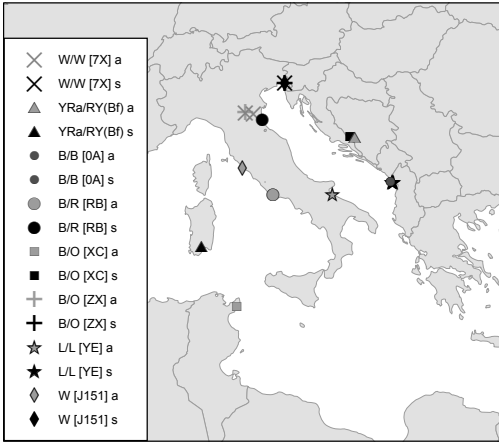 W/W [7X] a
W/W [7X] s
YRa/RY(Bf) a
YRa/RY(Bf) s
B/B [0A] a
B/B [0A] s
B/R [RB] a
B/R [RB] s
B/O [XC] a
B/O [XC] s
B/O [ZX] a
B/O [ZX] s
L/L [YE] a
L/L [YE] s
W [J151] a
W [J151] s